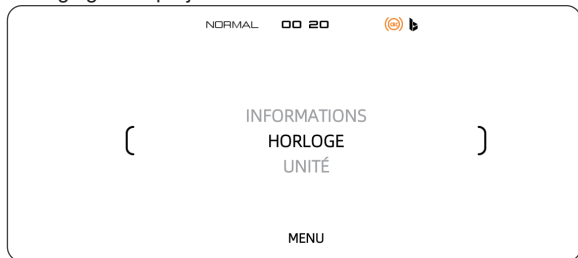 NORMAL 00 20
INFORMATIONS
HORLOGE
UNITÉ
MENU